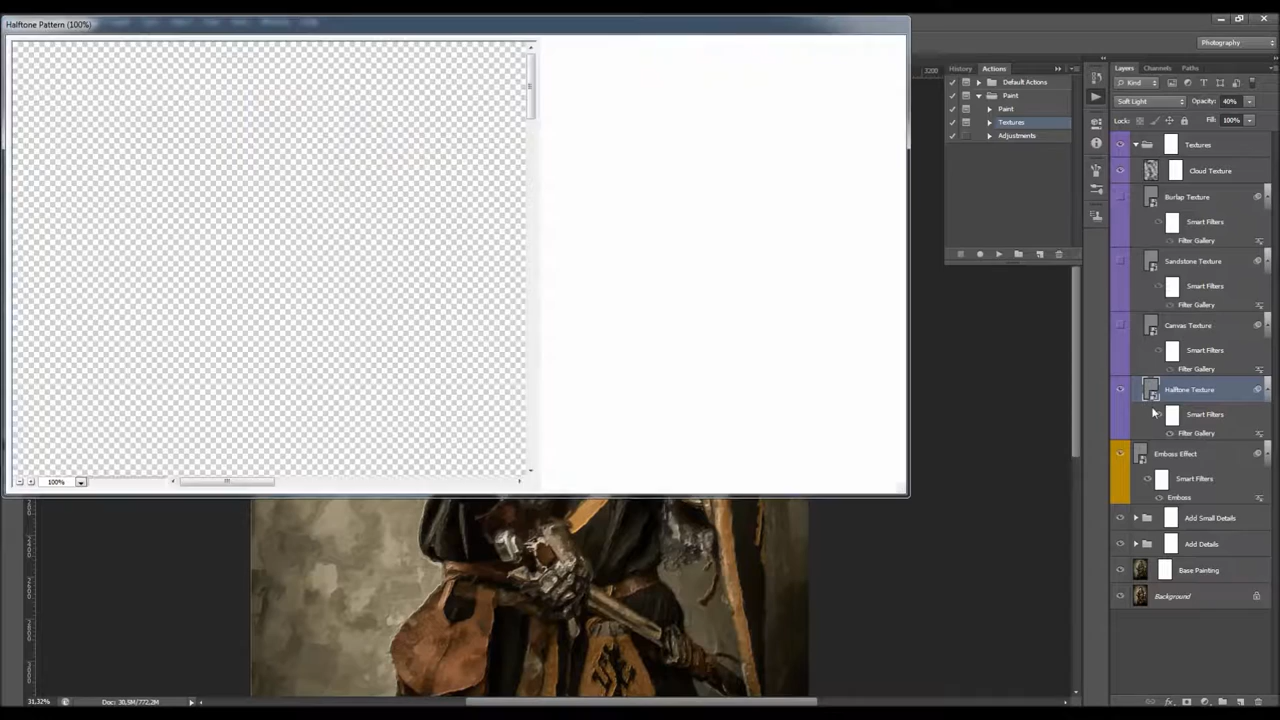 Halftone Pattern (100%)
Photography
3200
History
Actions
Default Actions
Paint
Paint
Textures
Adjustments
100%
Layers
Channels
Paths
Kind
Soft Light
Opacity: 40%
Lock:
Fill: 100%
Textures
Cloud Texture
Burlap Texture
Smart Filters
Filter Gallery
Sandstone Texture
Smart Filters
Filter Gallery
Canvas Texture
Smart Filters
Filter Gallery
Halftone Texture
Smart Filters
Filter Gallery
Emboss Effect
Smart Filters
Emboss
Add Small Details
Add Details
Base Painting
Background
31,32%
Doc: 30,5M/772,2M